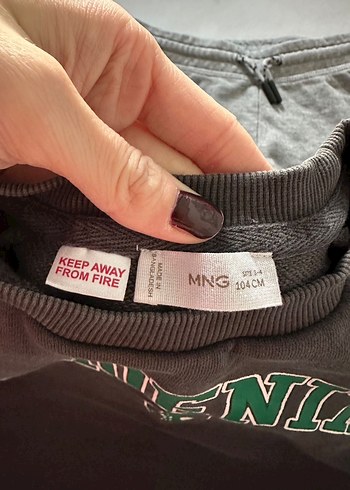 KEEP AWAY
FROM FIRE
MADE IN
BANGLADESH
MNG
SIZE 3-4
104 CM